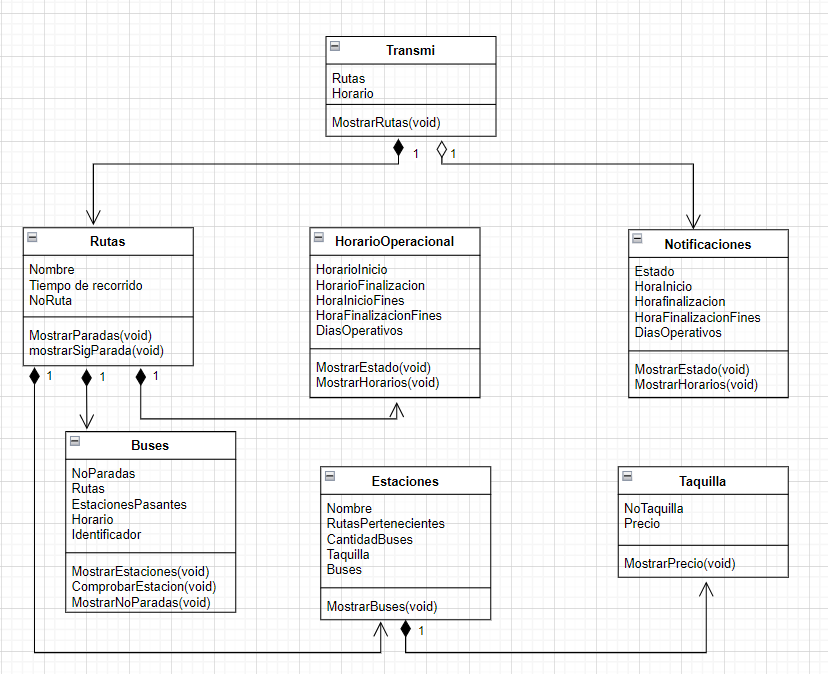 Transmi
Rutas
Horario
MostrarRutas(void)
1
1
Rutas
Nombre
Tiempo de recorrido
NoRuta
MostrarParadas(void)
mostrarSigParada(void)
1
1
1
HorarioOperacional
HorarioInicio
HorarioFinalizacion
HoraInicioFines
HoraFinalizacionFines
DiasOperativos
MostrarEstado(void)
MostrarHorarios(void)
Notificaciones
Estado
HoraInicio
Horafinalizacion
HoraFinalizacionFines
DiasOperativos
MostrarEstado(void)
MostrarHorarios(void)
Buses
NoParadas
Rutas
EstacionesPasantes
Horario
Identificador
MostrarEstaciones(void)
ComprobarEstacion(void)
MostrarNoParadas(void)
Estaciones
Nombre
RutasPertenecientes
CantidadBuses
Taquilla
Buses
MostrarBuses(void)
1
Taquilla
NoTaquilla
Precio
MostrarPrecio(void)